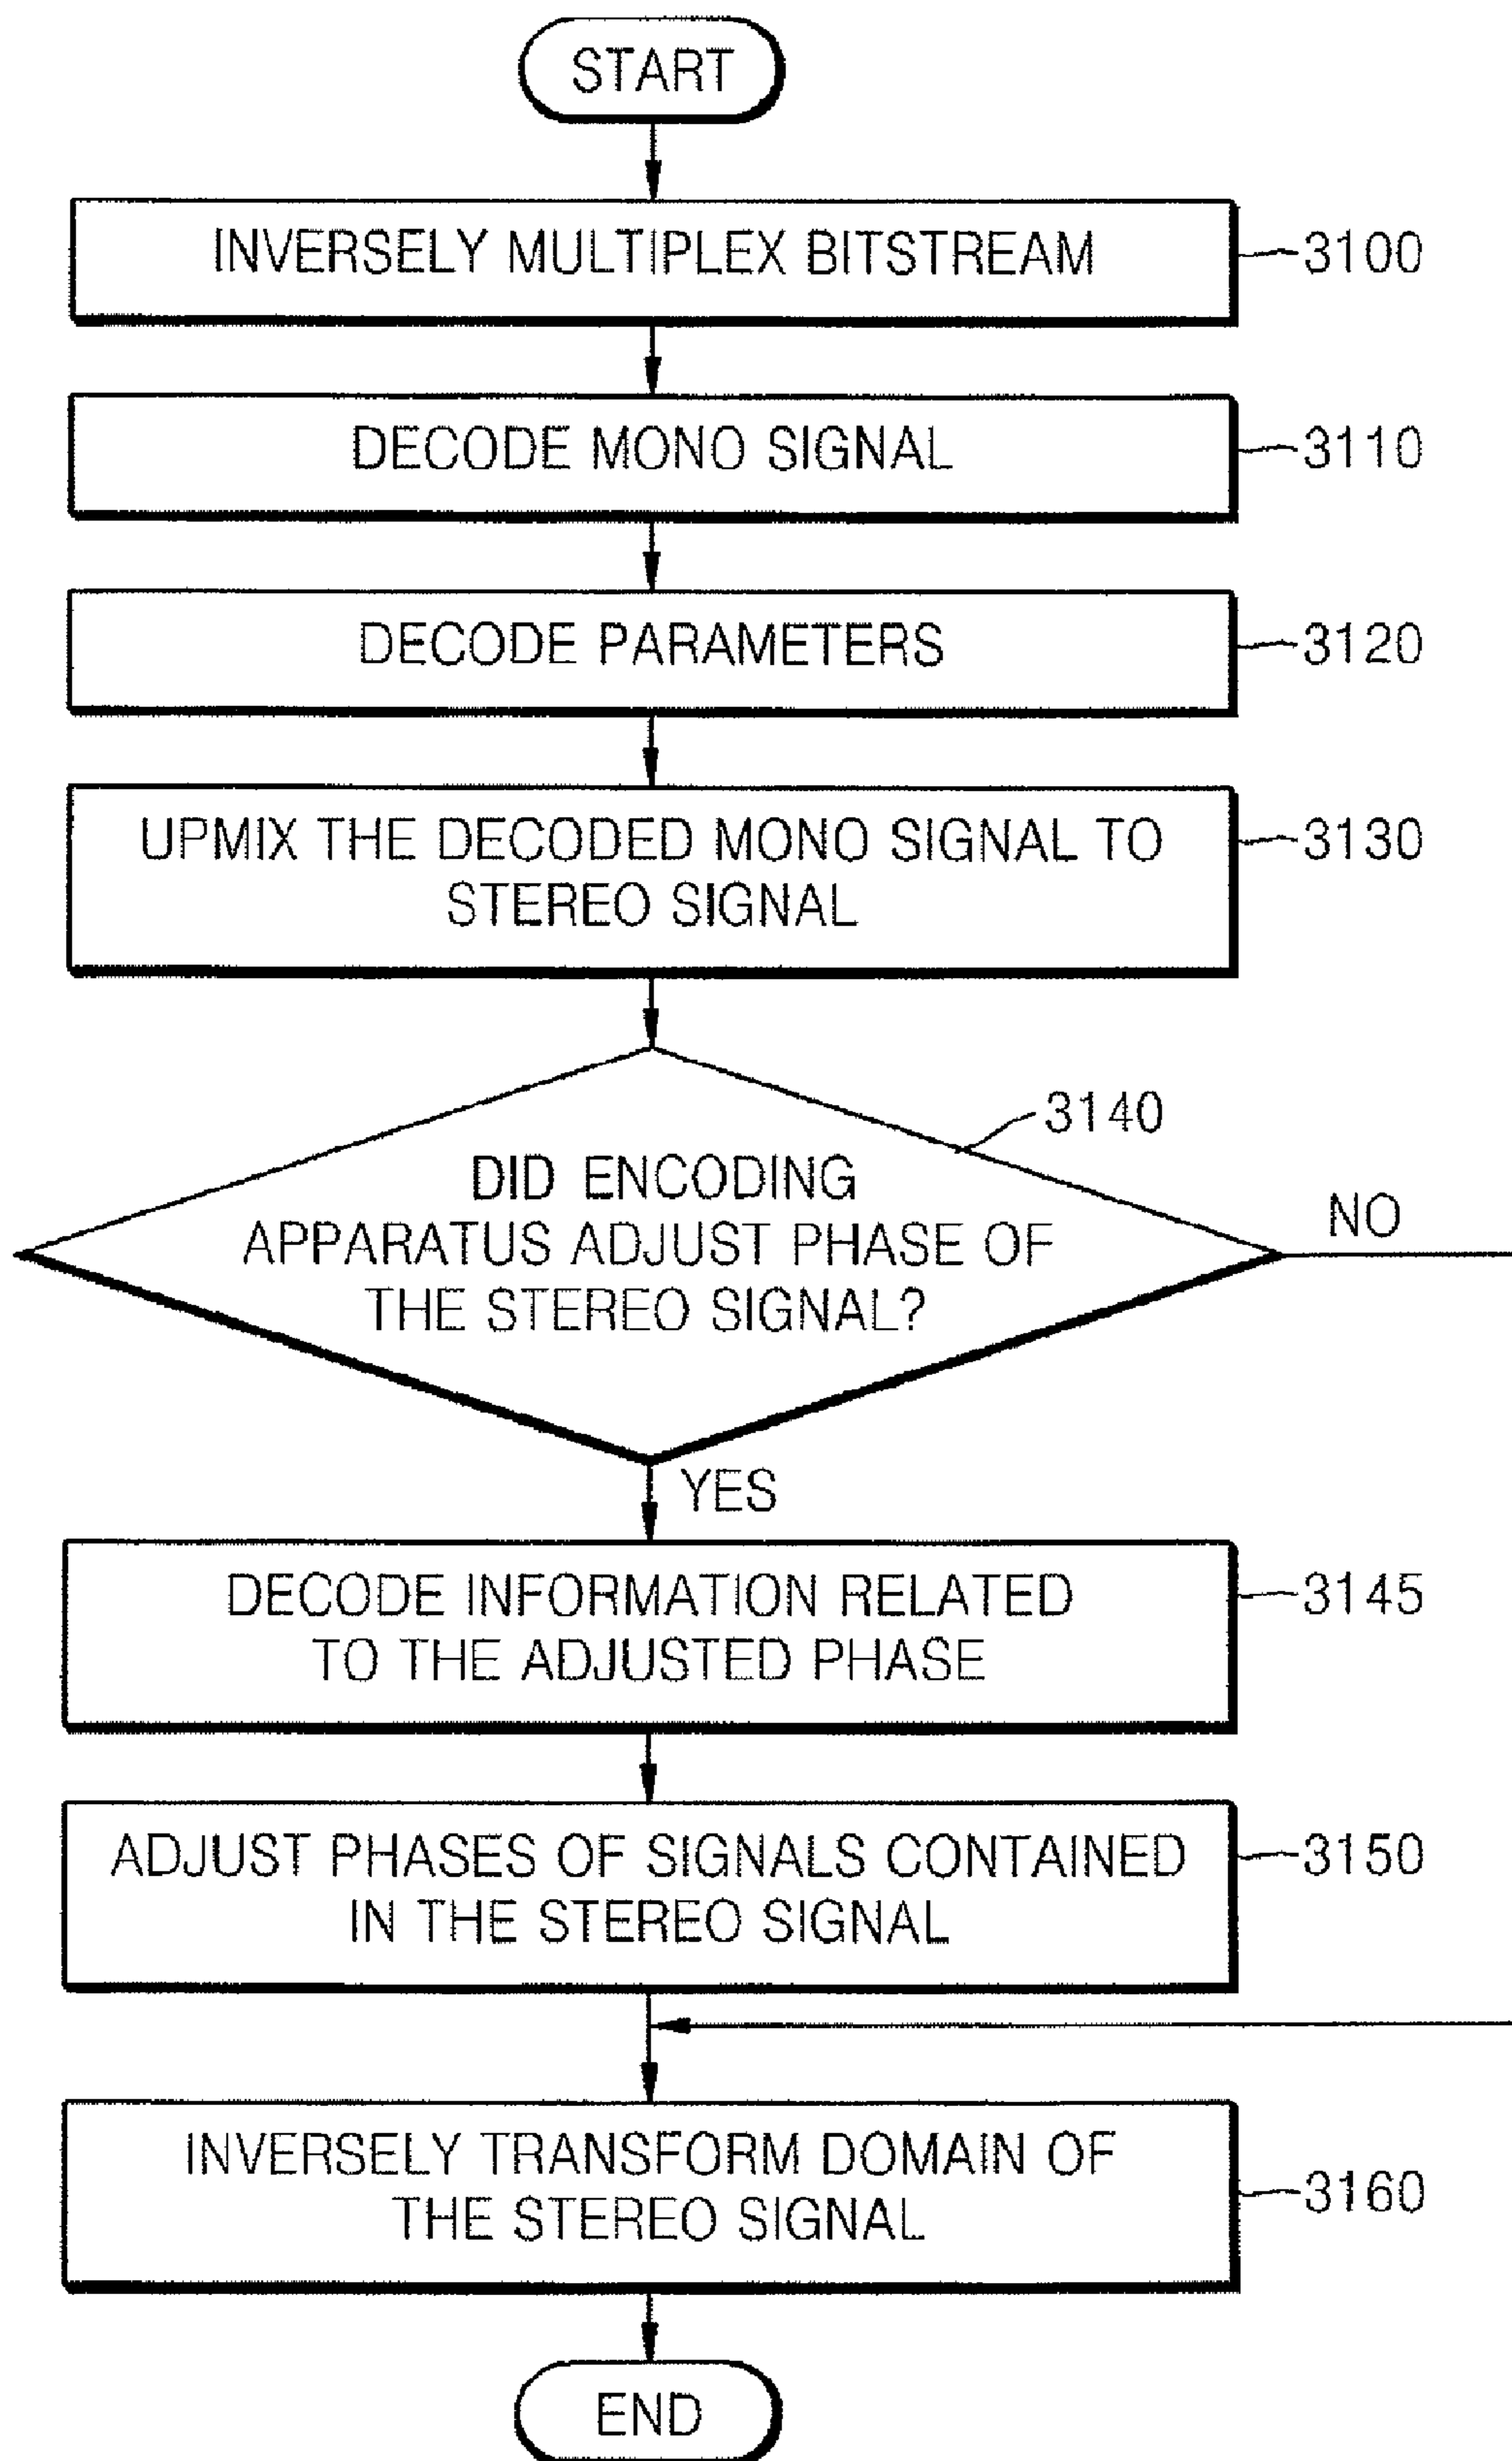 START
INVERSELY MULTIPLEX BITSTREAM
3100
DECODE MONO SIGNAL
3110
DECODE PARAMETERS
3120
UPMIX THE DECODED MONO SIGNAL TO
STEREO SIGNAL
3130
3140
DID ENCODING
APPARATUS ADJUST PHASE OF
THE STEREO SIGNAL?
NO
YES
DECODE INFORMATION RELATED
TO THE ADJUSTED PHASE
3145
ADJUST PHASES OF SIGNALS CONTAINED
IN THE STEREO SIGNAL
3150
INVERSELY TRANSFORM DOMAIN OF
THE STEREO SIGNAL
3160
END